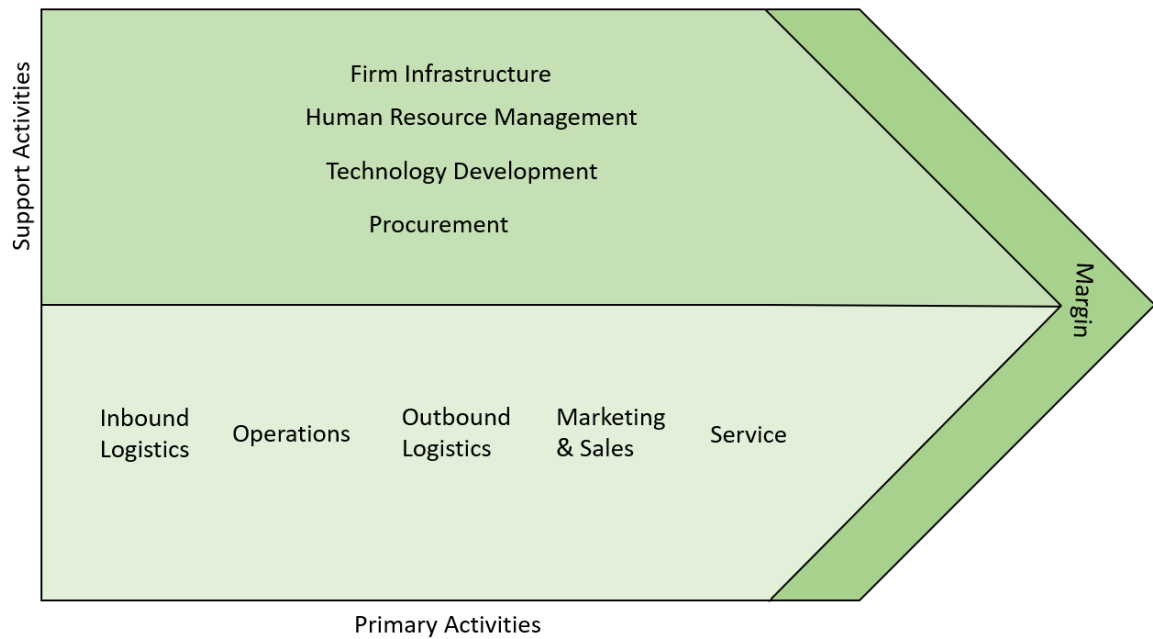 Support Activities
Firm Infrastructure
Human Resource Management
Technology Development
Procurement
Margin
Inbound
Logistics
Operations
Outbound
Logistics
Marketing
& Sales
Service
Primary Activities